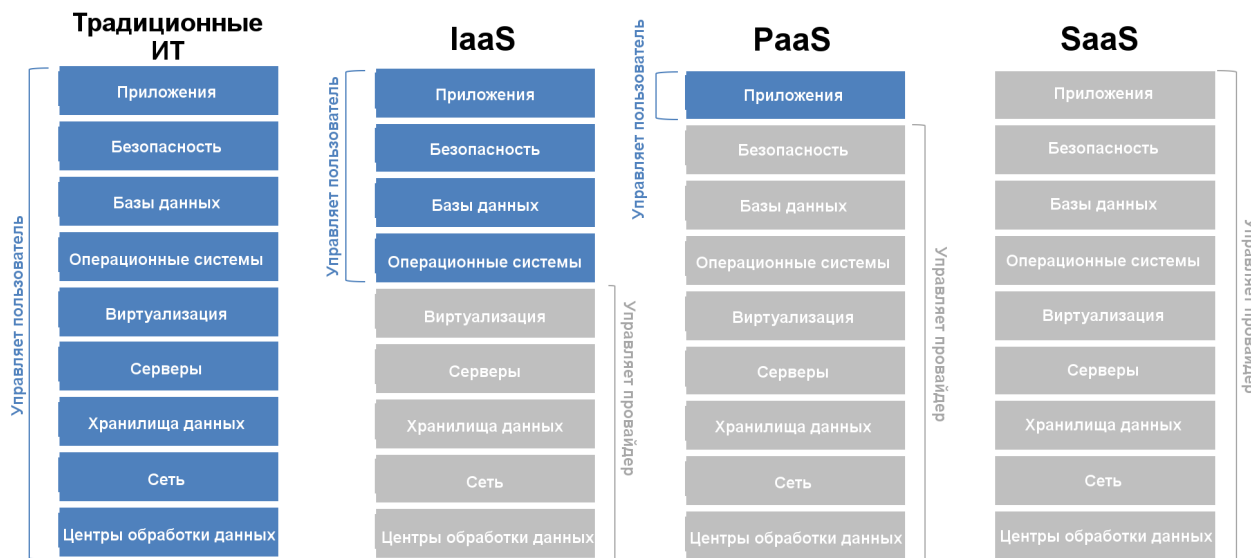 Традиционные
ИТ
Управляет пользователь
Приложения
Безопасность
Базы данных
Операционные системы
Виртуализация
Серверы
Хранилища данных
Сеть
Центры обработки данных
IaaS
Управляет пользователь
Приложения
Безопасность
Базы данных
Операционные системы
Виртуализация
Серверы
Хранилища данных
Сеть
Центры обработки данных
Управляет провайдер
PaaS
Управляет пользователь
Приложения
Безопасность
Базы данных
Операционные системы
Виртуализация
Серверы
Хранилища данных
Сеть
Центры обработки данных
Управляет провайдер
SaaS
Приложения
Безопасность
Базы данных
Операционные системы
Виртуализация
Серверы
Хранилища данных
Сеть
Центры обработки данных
Управляет провайдер